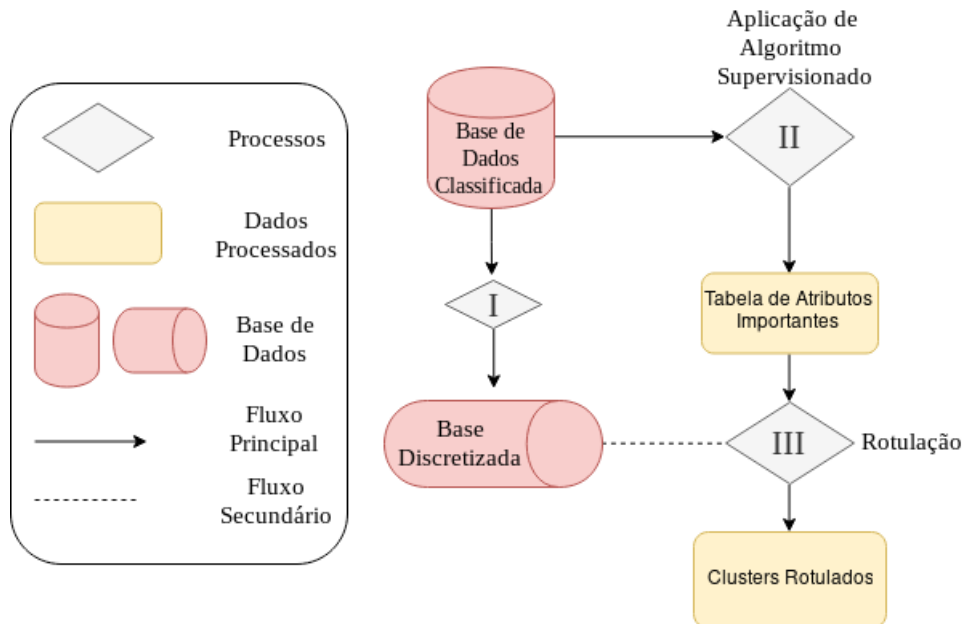 Processos
Dados
Processados
Base de
Dados
Fluxo
Principal
Fluxo
Secundário
Aplicação de
Algoritmo
Supervisionado
Base de
Dados
Classificada
II
I
Tabela de Atributos
Importantes
Base
Discretizada
III
Rotulação
Clusters Rotulados